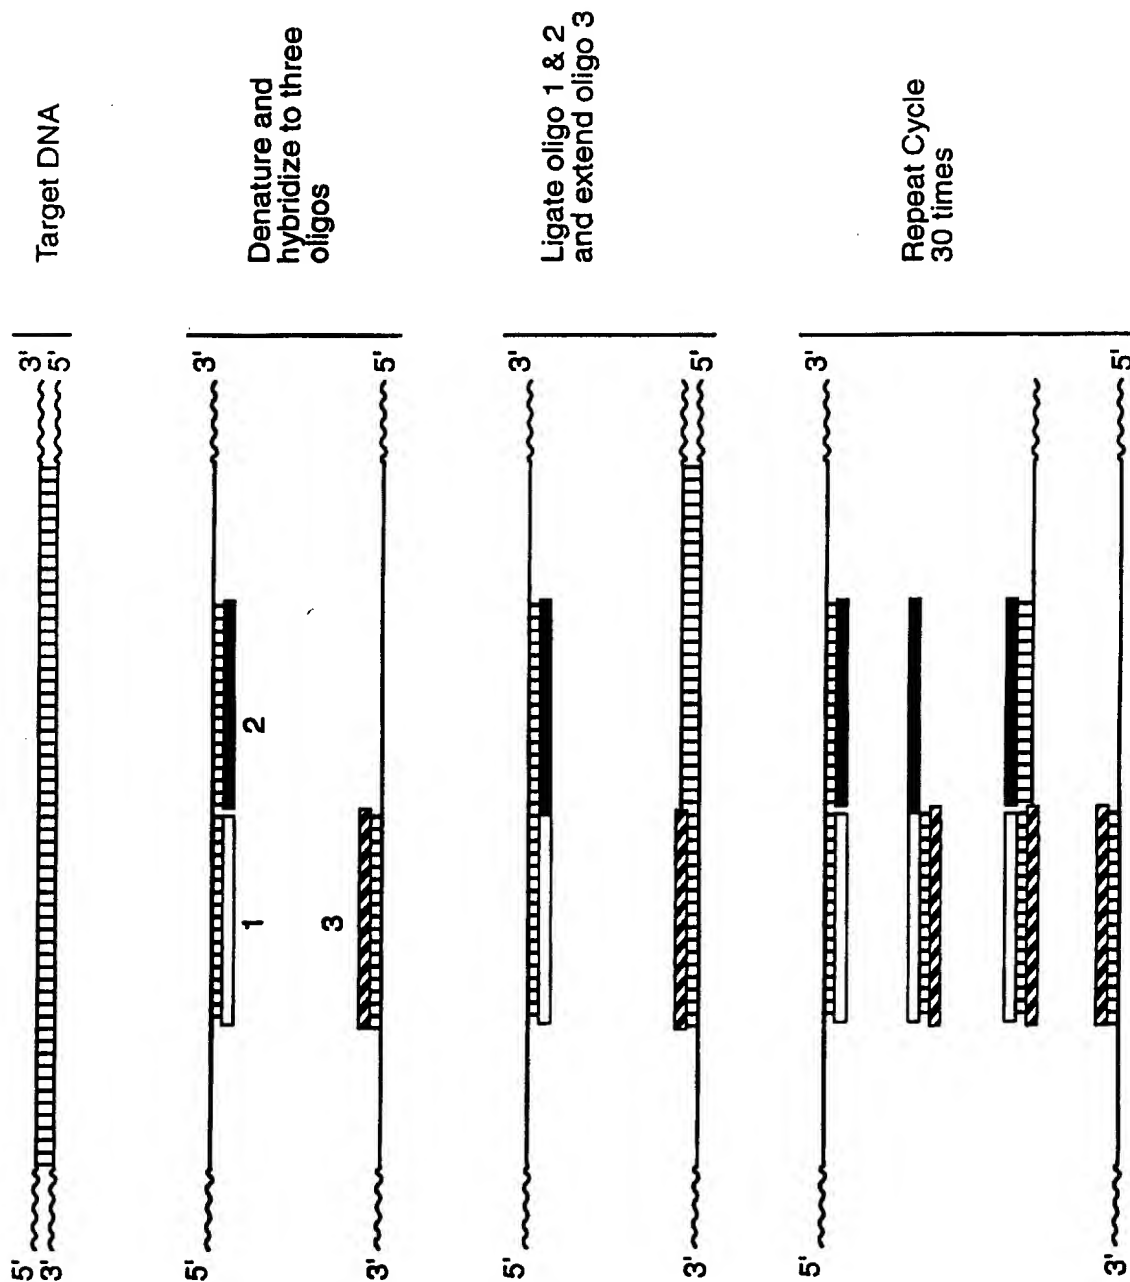 5' 3' Target DNA
3' 5'
5' 3' Denature and
hybridize to three
oligos
1 2
3
3' 5'
5' 3' Ligate oligo 1 & 2
and extend oligo 3
3' 5'
5' 3' Repeat Cycle
30 times
3' 5'